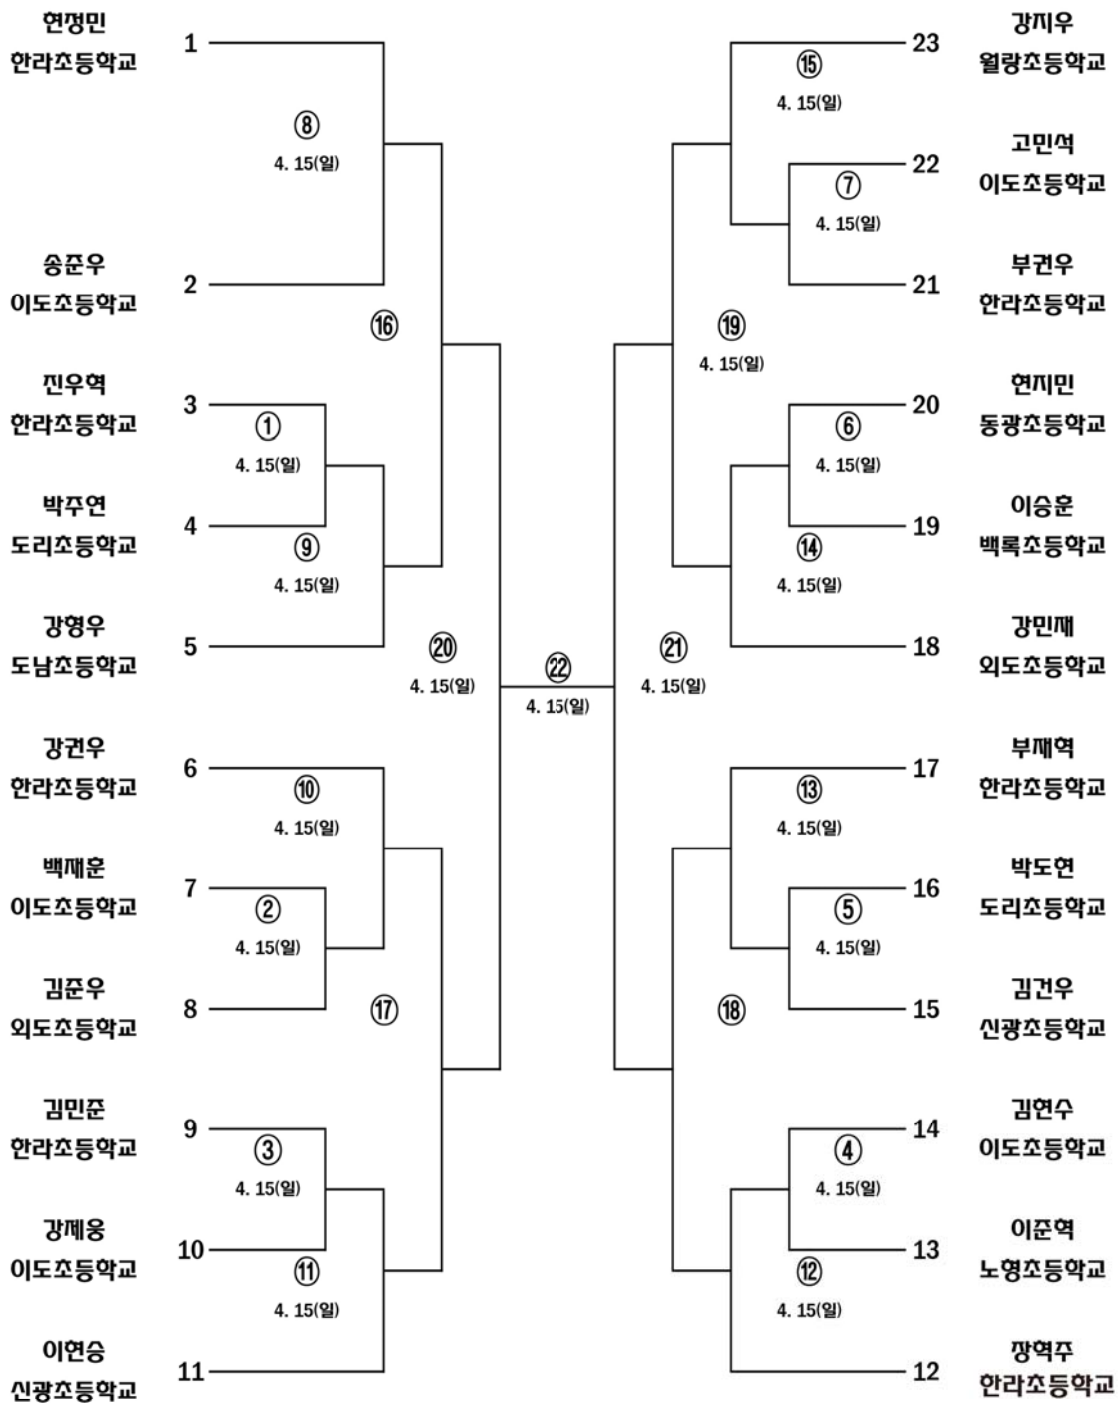 현정민
한라초등학교
1
⑧
4. 15(일)
송준우
이도초등학교
2
⑯
진우혁
한라초등학교
3
①
4. 15(일)
박주연
도리초등학교
4
⑨
4. 15(일)
강형우
도남초등학교
5
⑳
4. 15(일)
강권우
한라초등학교
6
⑩
4. 15(일)
백재훈
이도초등학교
7
②
4. 15(일)
김준우
외도초등학교
8
⑰
김민준
한라초등학교
9
③
4. 15(일)
강제웅
이도초등학교
10
⑪
4. 15(일)
이현승
신광초등학교
11
㉒
4. 15(일)
강지우
월랑초등학교
23
⑮
4. 15(일)
고민석
이도초등학교
22
⑦
4. 15(일)
부권우
한라초등학교
21
⑲
4. 15(일)
현지민
동광초등학교
20
⑥
4. 15(일)
이승훈
백록초등학교
19
⑭
4. 15(일)
강민재
외도초등학교
18
㉑
4. 15(일)
부재혁
한라초등학교
17
⑬
4. 15(일)
박도현
도리초등학교
16
⑤
4. 15(일)
김건우
신광초등학교
15
⑱
김현수
이도초등학교
14
④
4. 15(일)
이준혁
노형초등학교
13
⑫
4. 15(일)
장혁주
한라초등학교
12